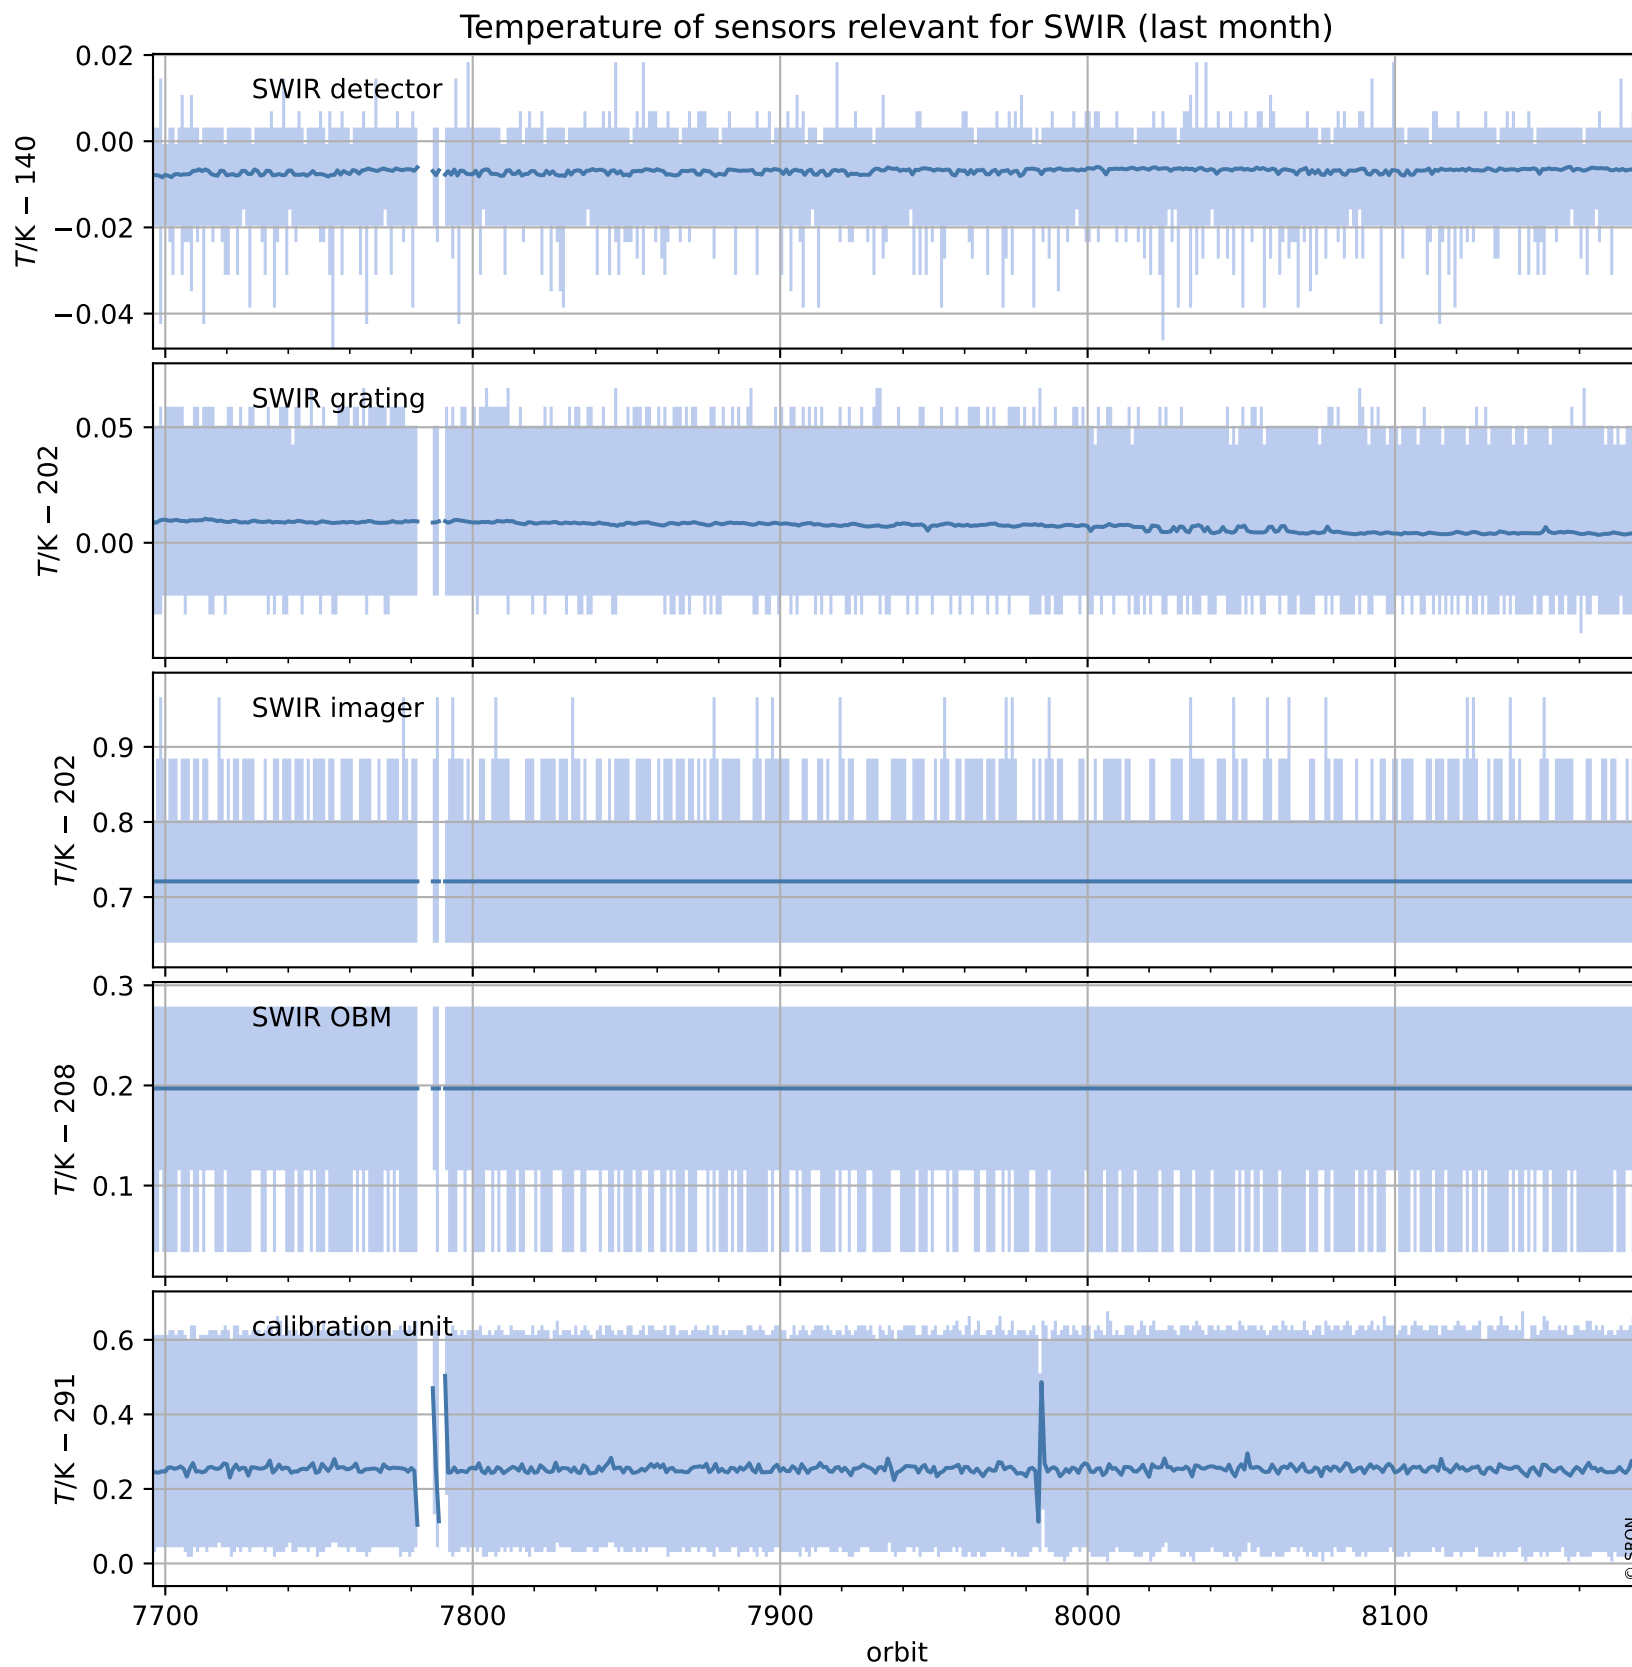 Temperature of sensors relevant for SWIR (last month)
SWIR detector
0.02
0.00
−0.02
−0.04
T/K − 140
SWIR grating
0.05
0.00
T/K − 202
SWIR imager
0.9
0.8
0.7
T/K − 202
SWIR OBM
0.3
0.2
0.1
T/K − 208
calibration unit
0.6
0.4
0.2
0.0
T/K − 291
7700 7800 7900 8000 8100
orbit
© SRON